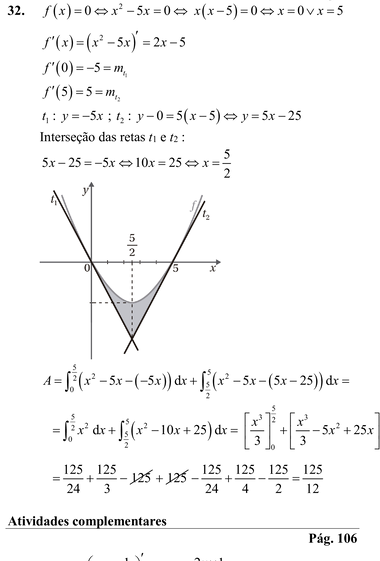 32. f(x) = 0 ⇔ x² − 5x = 0 ⇔ x(x − 5) = 0 ⇔ x = 0 ∨ x = 5
f′(x) = (x² − 5x)′ = 2x − 5
f′(0) = −5 = m_{t₁}
f′(5) = 5 = m_{t₂}
t₁ : y = −5x ; t₂ : y − 0 = 5(x − 5) ⇔ y = 5x − 25
Interseção das retas t₁ e t₂ :
5x − 25 = −5x ⇔ 10x = 25 ⇔ x = 5/2
y
t₁ f
t₂
5/2
0 5 x
A = ∫₀^{5/2} (x² − 5x − (−5x)) dx + ∫_{5/2}^{5} (x² − 5x − (5x − 25)) dx =
= ∫₀^{5/2} x² dx + ∫_{5/2}^{5} (x² − 10x + 25) dx = [x³/3]₀^{5/2} + [x³/3 − 5x² + 25x]
= 125/24 + 125/3 − 125 + 125 − 125/24 + 125/4 − 125/2 = 125/12
Atividades complementares
Pág. 106